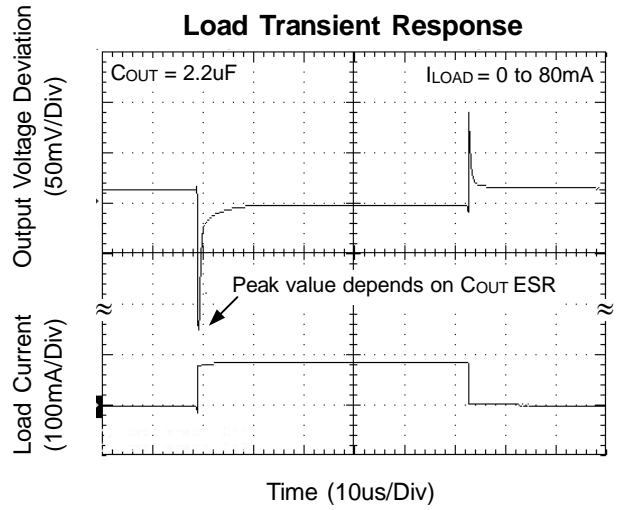 Load Transient Response
COUT = 2.2uF
ILOAD = 0 to 80mA
Output Voltage Deviation
(50mV/Div)
Peak value depends on COUT ESR
Load Current
(100mA/Div)
Time (10us/Div)